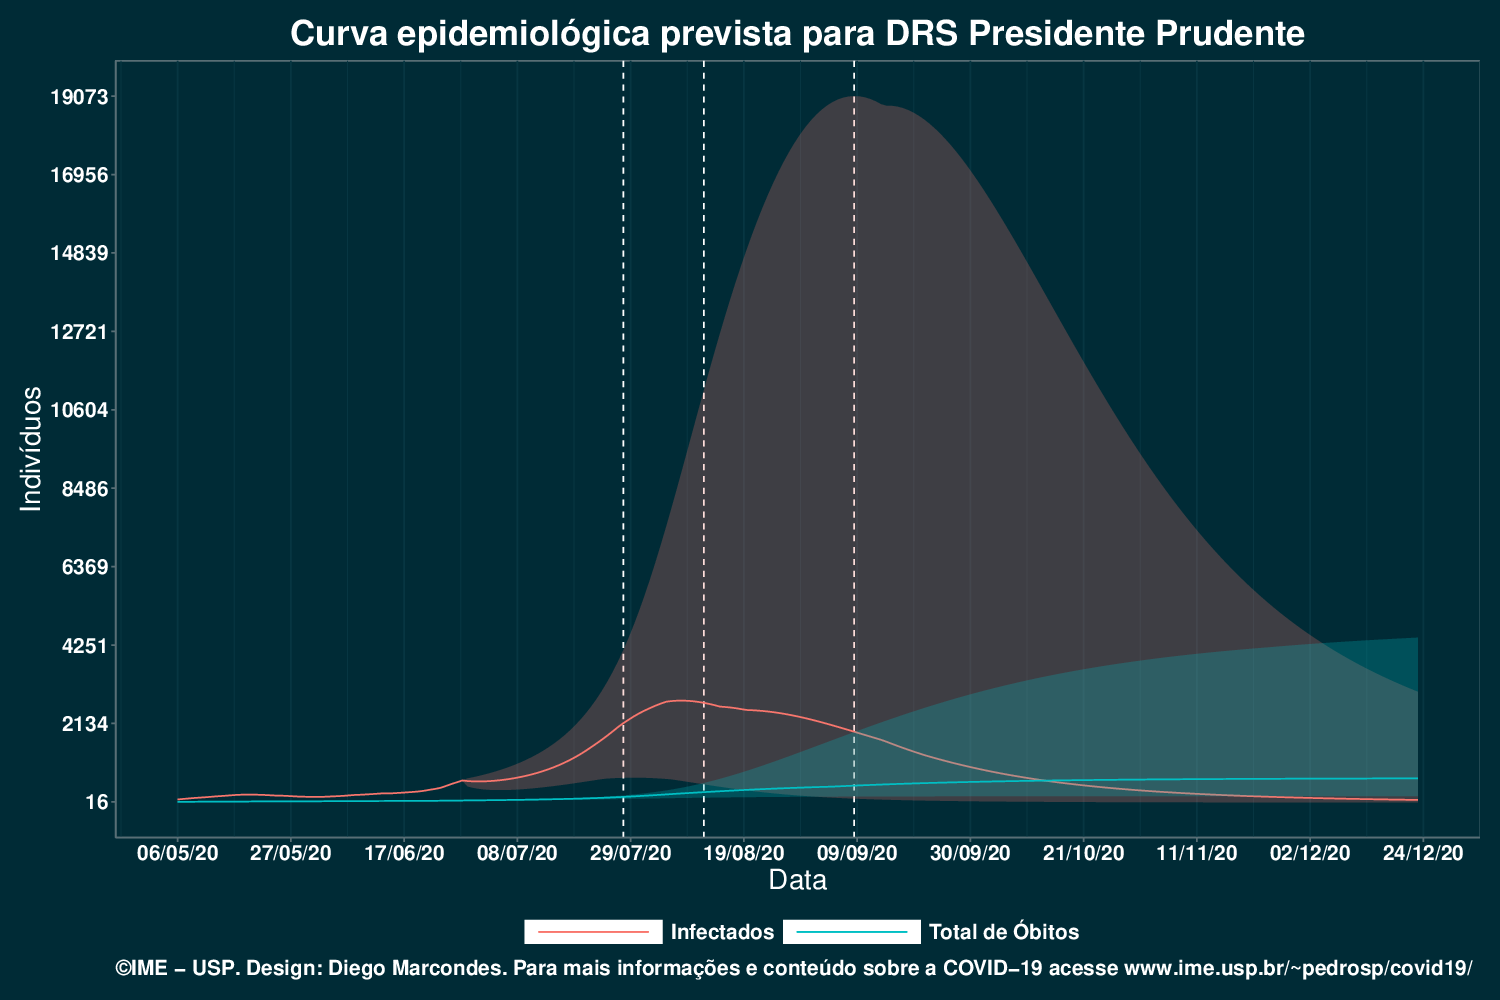 Curva epidemiológica prevista para DRS Presidente Prudente
19073
16956
14839
12721
10604
8486
6369
4251
2134
16
Indivíduos
06/05/20 27/05/20 17/06/20 08/07/20 29/07/20 19/08/20 09/09/20 30/09/20 21/10/20 11/11/20 02/12/20 24/12/20
Data
Infectados Total de Óbitos
©IME − USP. Design: Diego Marcondes. Para mais informações e conteúdo sobre a COVID−19 acesse www.ime.usp.br/~pedrosp/covid19/